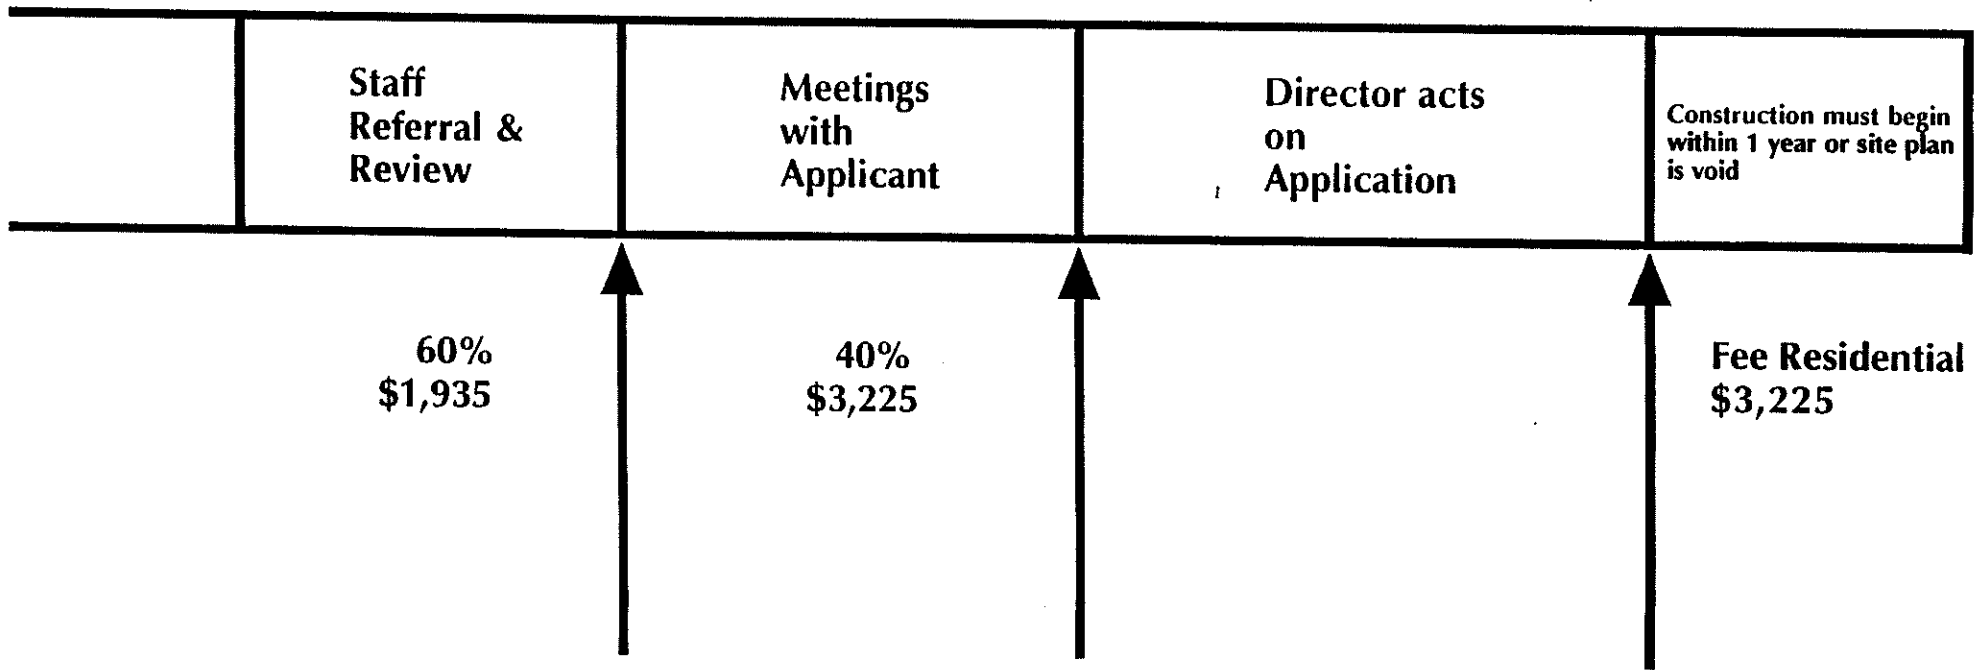 Staff
Referral &
Review
Meetings
with
Applicant
Director acts
on
Application
Construction must begin
within 1 year or site plan
is void
60%
$1,935
40%
$3,225
Fee Residential
$3,225